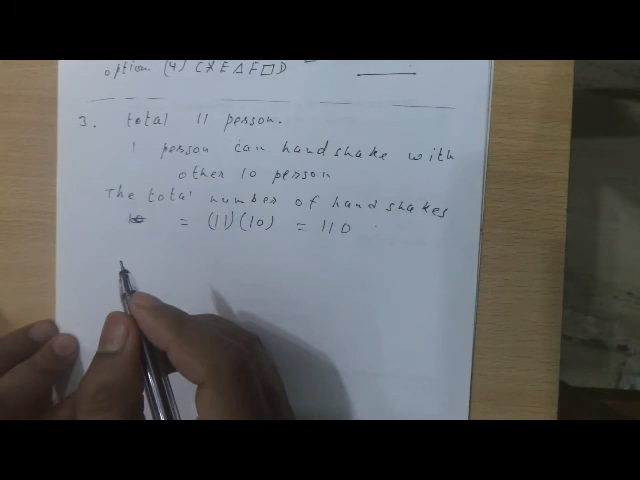 option (4) C✶E△F□D
3. total 11 person.
1 person can handshake with
other 10 person
The total number of handshakes
= (11)(10) = 110